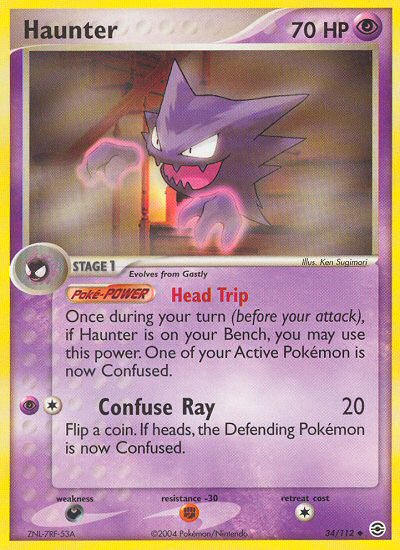 Haunter 70 HP
Illus. Ken Sugimori
STAGE 1
Evolves from Gastly
Poké-POWER Head Trip
Once during your turn (before your attack),
if Haunter is on your Bench, you may use
this power. One of your Active Pokémon is
now Confused.
Confuse Ray 20
Flip a coin. If heads, the Defending Pokémon
is now Confused.
weakness resistance -30 retreat cost
ZNL-7RF-53A ©2004 Pokémon/Nintendo 34/112